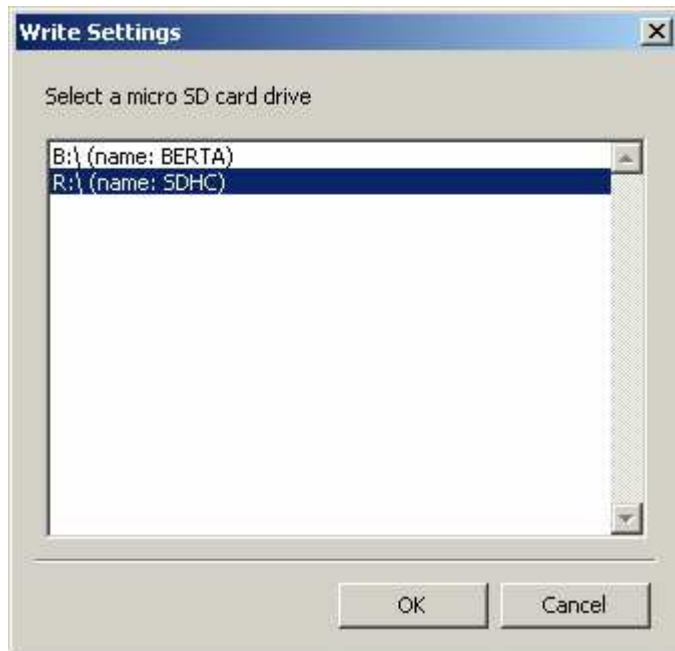 Write Settings
Select a micro SD card drive
B:\ (name: BERTA)
R:\ (name: SDHC)
OK Cancel